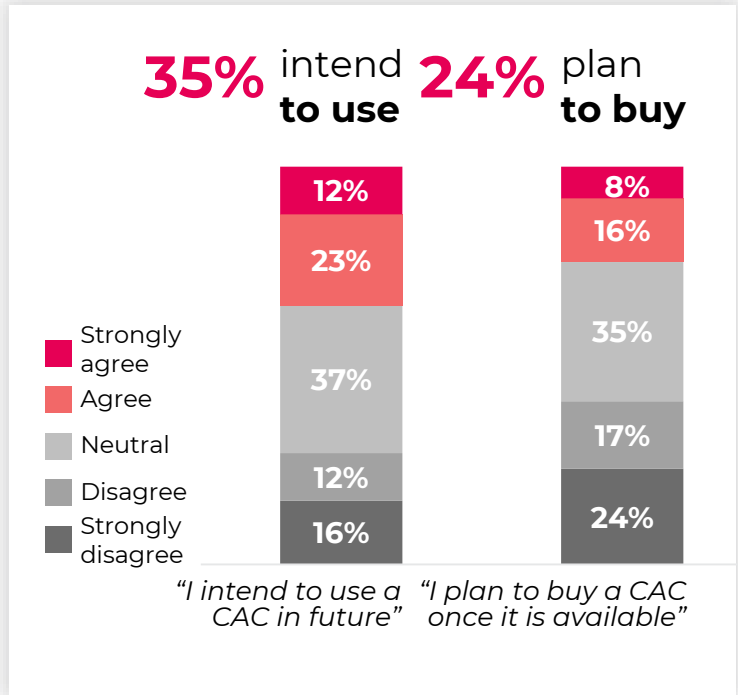 35% intend to use
24% plan to buy
12%
23%
37%
12%
16%
8%
16%
35%
17%
24%
Strongly
agree
Agree
Neutral
Disagree
Strongly
disagree
“I intend to use a
CAC in future”
“I plan to buy a CAC
once it is available”